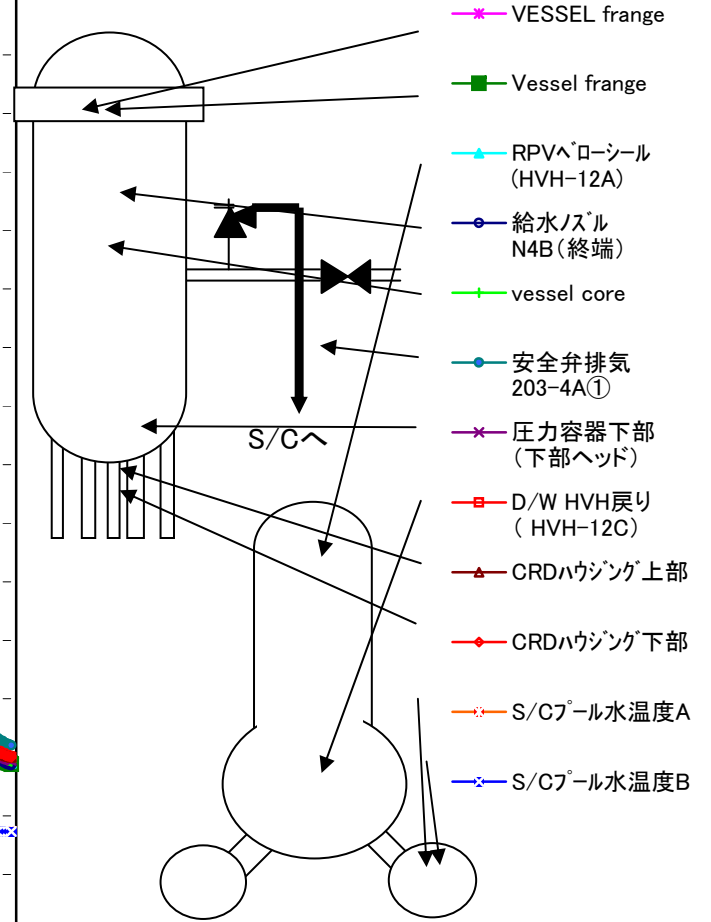 VESSEL frange
Vessel frange
RPVベローシール
(HVH-12A)
給水ノズル
N4B(終端)
vessel core
安全弁排気
203-4A①
圧力容器下部
(下部ヘッド)
D/W HVH戻り
( HVH-12C)
CRDハウジング上部
CRDハウジング下部
S/Cプール水温度A
S/Cプール水温度B
S/Cへ